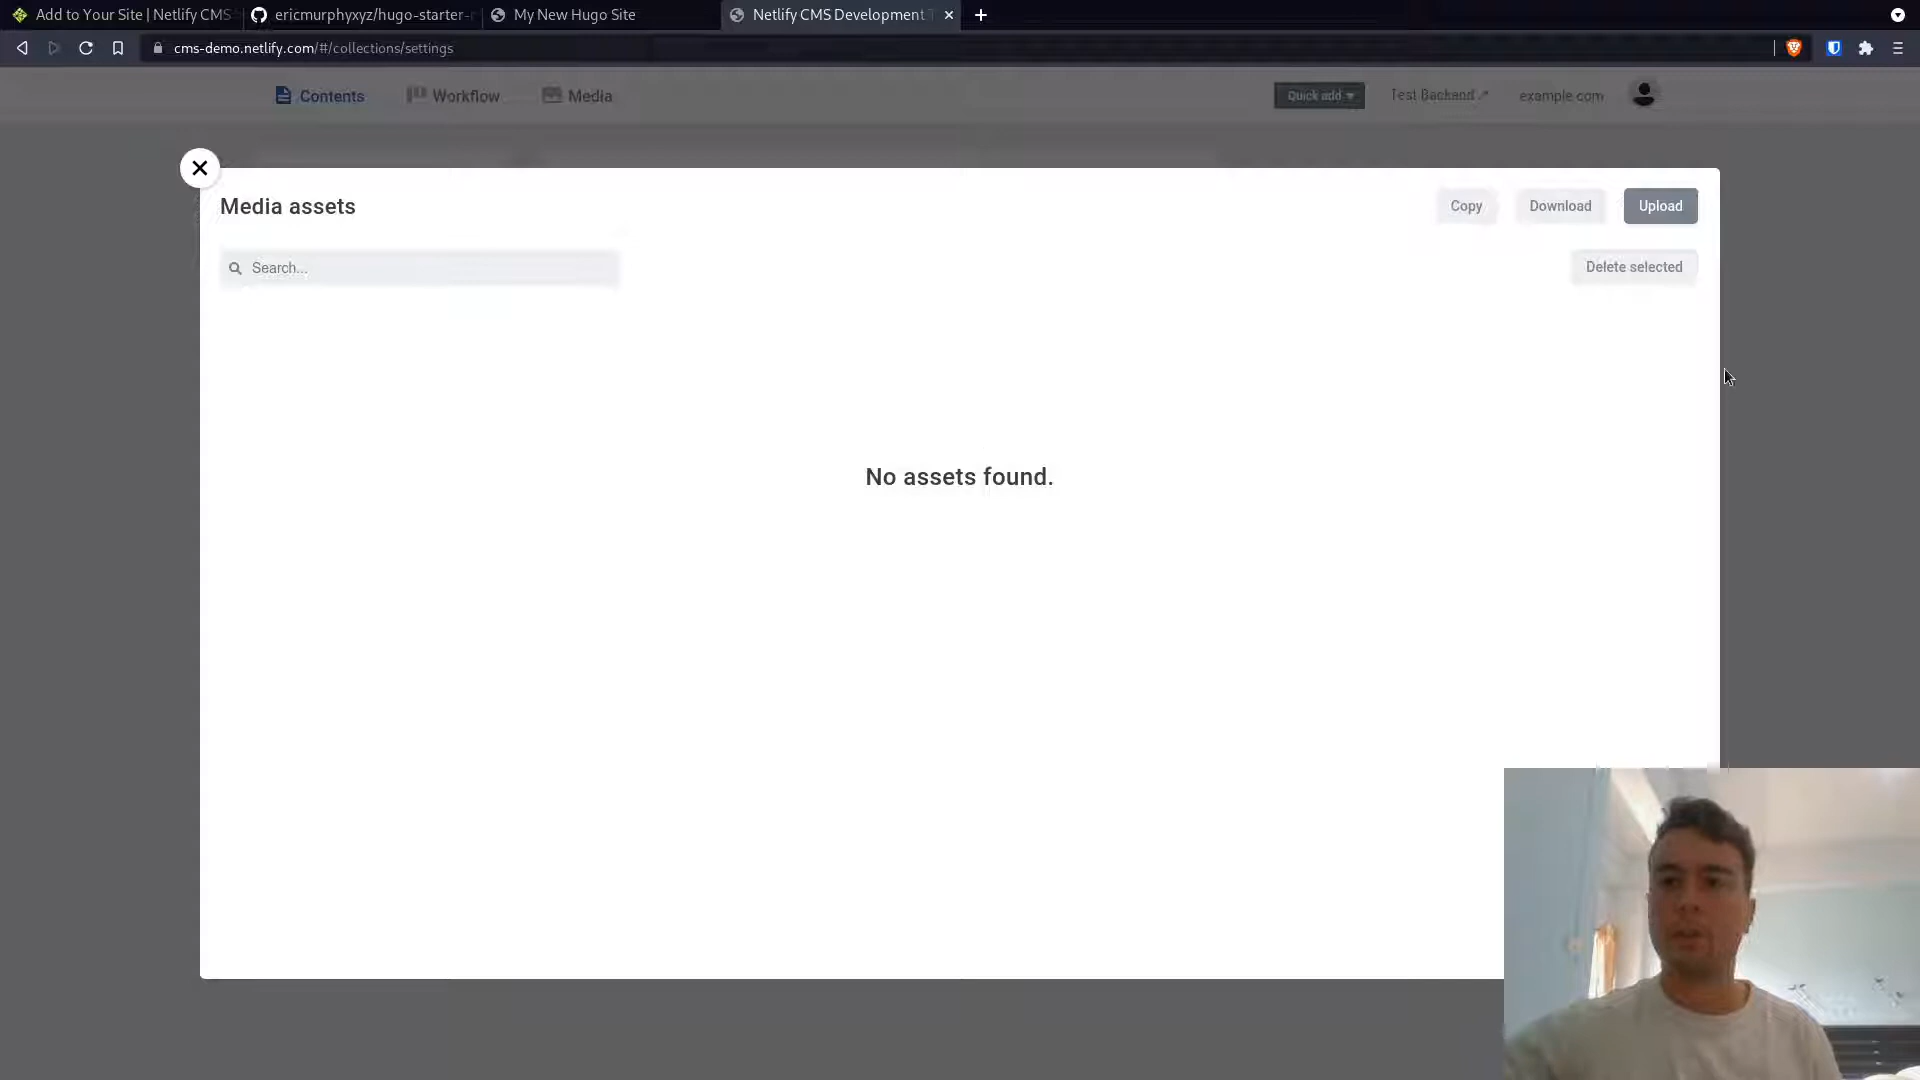 Add to Your Site | Netlify CMS
ericmurphyxyz/hugo-starter-
My New Hugo Site
Netlify CMS Development T
cms-demo.netlify.com/#/collections/settings
Contents
Workflow
Media
Quick add
Test Backend
example.com
Media assets
Copy
Download
Upload
Search...
Delete selected
No assets found.